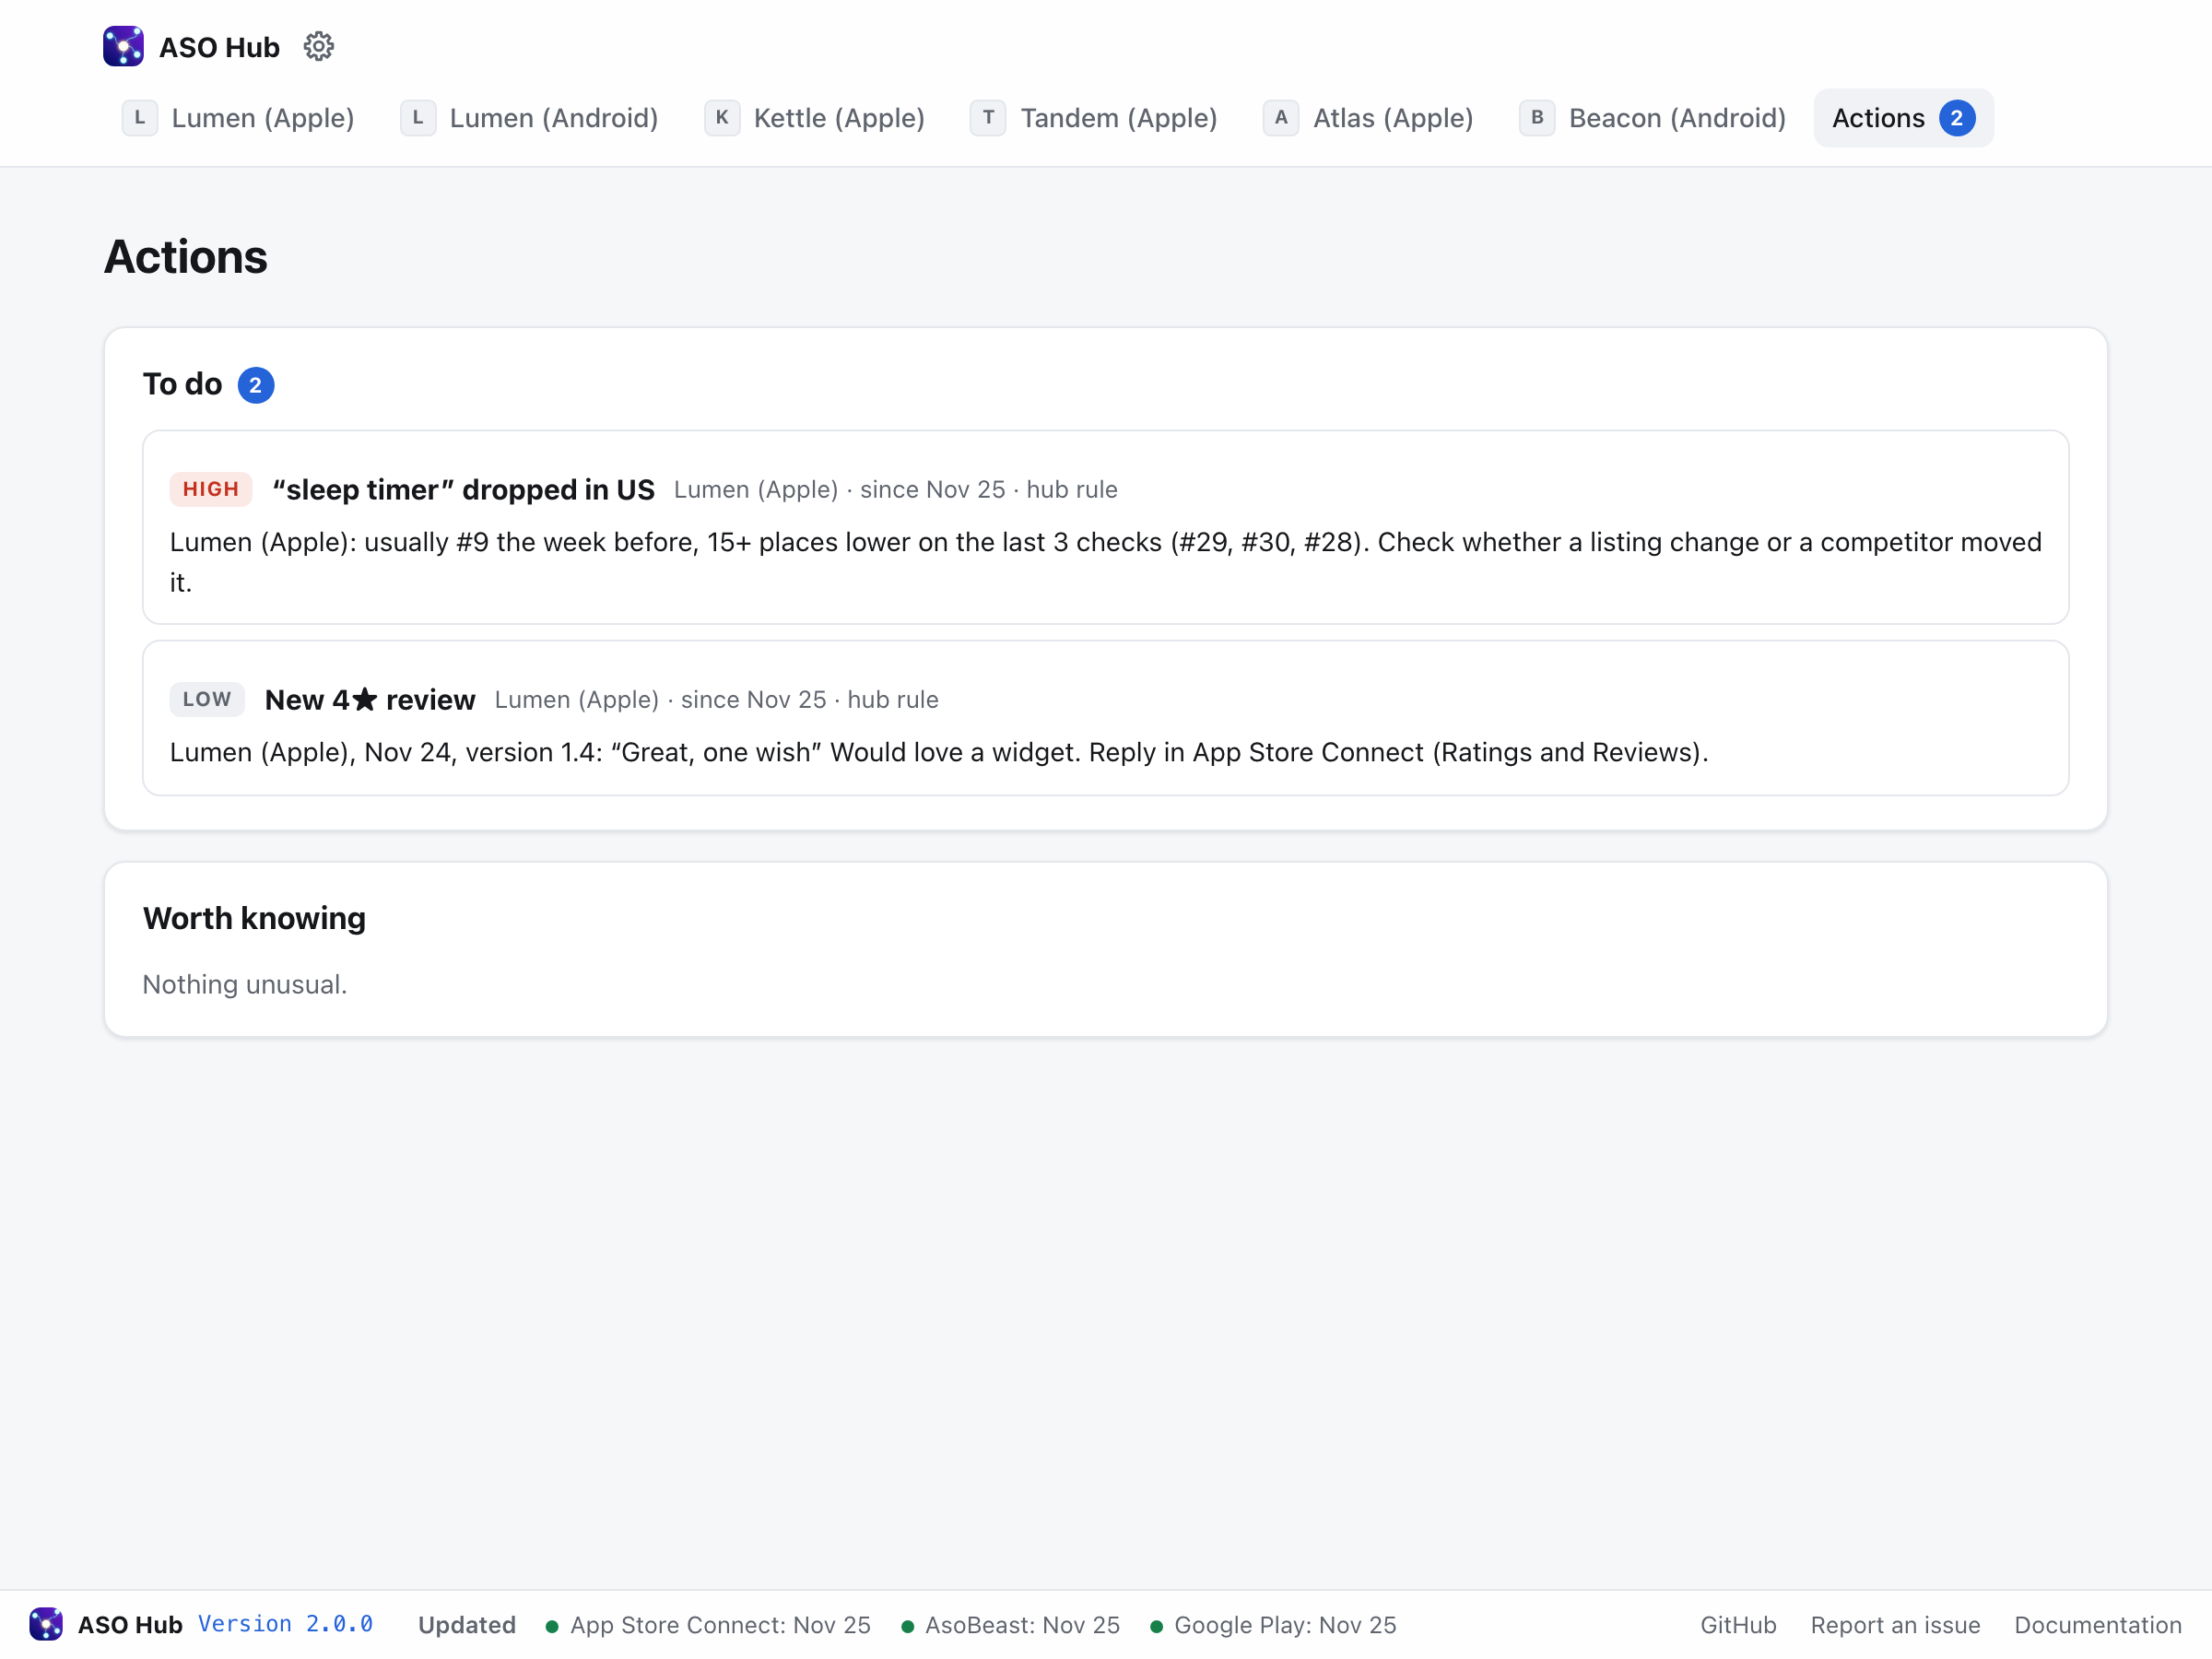 ASO Hub
L Lumen (Apple) L Lumen (Android) K Kettle (Apple) T Tandem (Apple) A Atlas (Apple) B Beacon (Android) Actions 2
Actions
To do 2
HIGH “sleep timer” dropped in US Lumen (Apple) · since Nov 25 · hub rule
Lumen (Apple): usually #9 the week before, 15+ places lower on the last 3 checks (#29, #30, #28). Check whether a listing change or a competitor moved
it.
LOW New 4★ review Lumen (Apple) · since Nov 25 · hub rule
Lumen (Apple), Nov 24, version 1.4: “Great, one wish” Would love a widget. Reply in App Store Connect (Ratings and Reviews).
Worth knowing
Nothing unusual.
ASO Hub Version 2.0.0 Updated App Store Connect: Nov 25 AsoBeast: Nov 25 Google Play: Nov 25 GitHub Report an issue Documentation